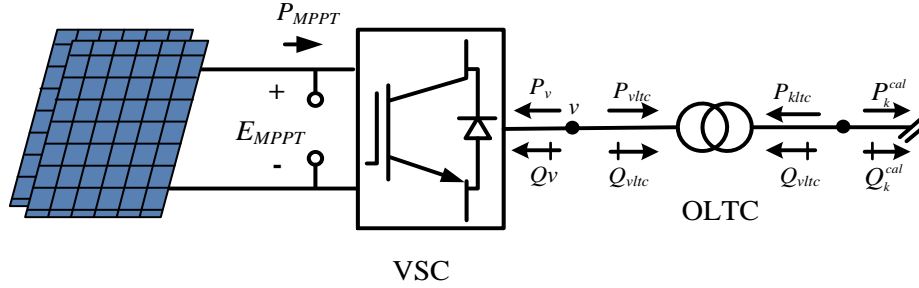 P_MPPT
+
E_MPPT
-
VSC
P_v
v
P_vltc
P_kltc
P_k^cal
Qv
Q_vltc
Q_vltc
Q_k^cal
OLTC